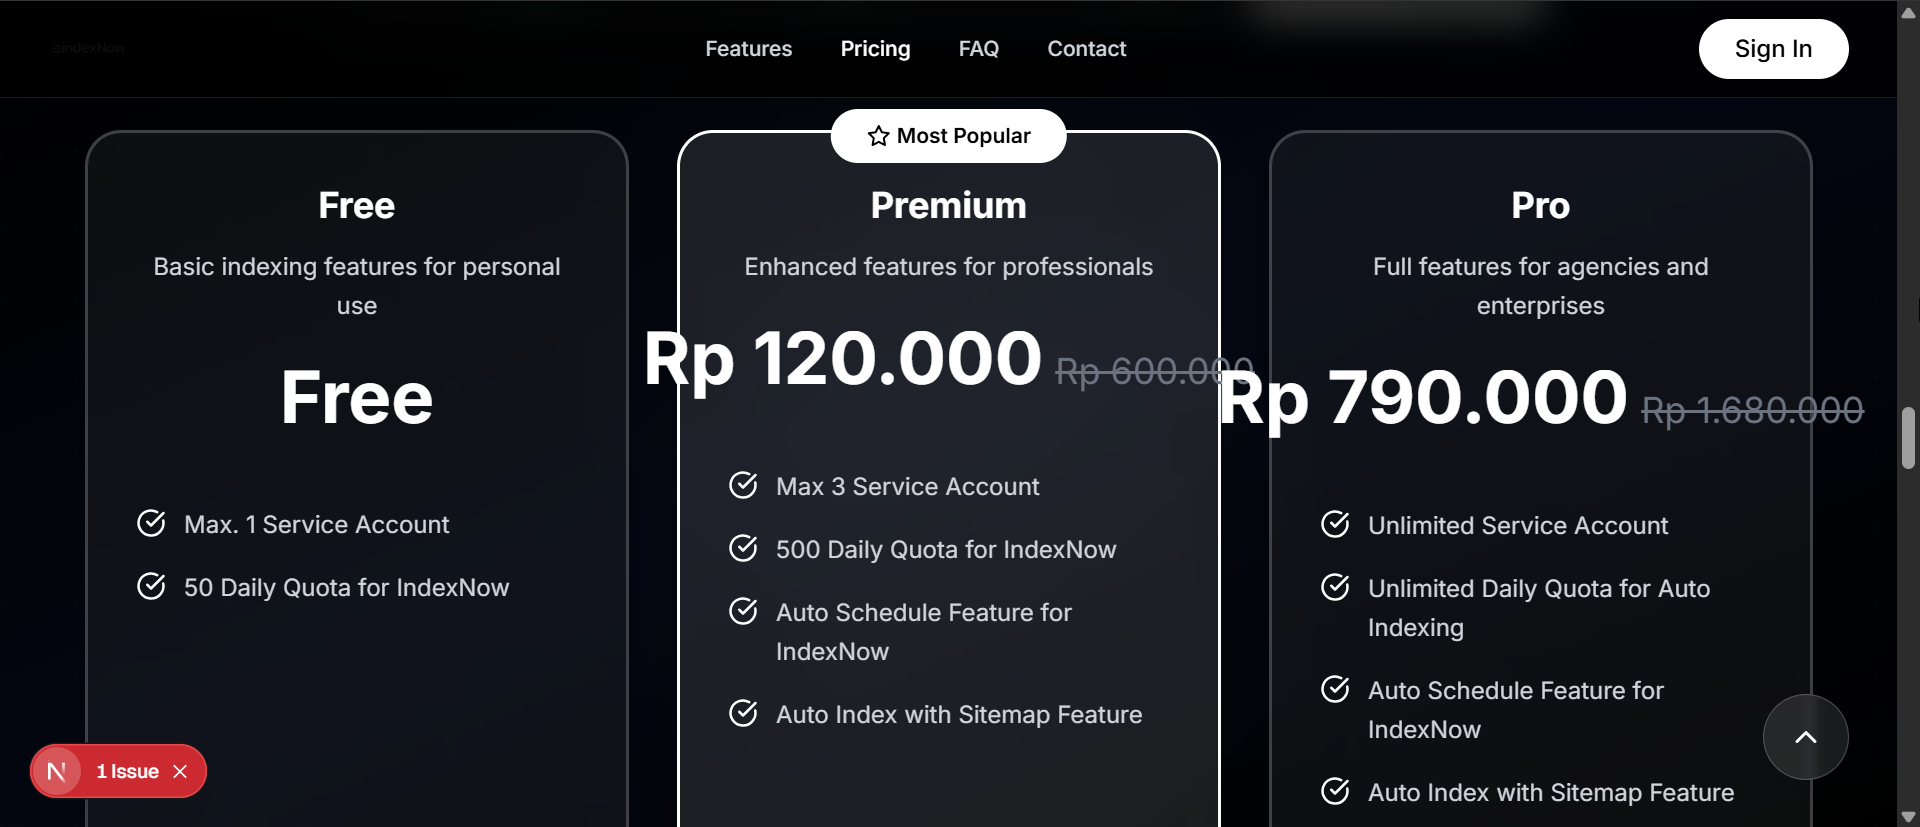 indexNow
Features
Pricing
FAQ
Contact
Sign In
Most Popular
Free
Basic indexing features for personal
use
Free
Max. 1 Service Account
50 Daily Quota for IndexNow
Premium
Enhanced features for professionals
Rp 120.000 Rp 600.000
Max 3 Service Account
500 Daily Quota for IndexNow
Auto Schedule Feature for
IndexNow
Auto Index with Sitemap Feature
Pro
Full features for agencies and
enterprises
Rp 790.000 Rp 1.680.000
Unlimited Service Account
Unlimited Daily Quota for Auto
Indexing
Auto Schedule Feature for
IndexNow
Auto Index with Sitemap Feature
N 1 Issue